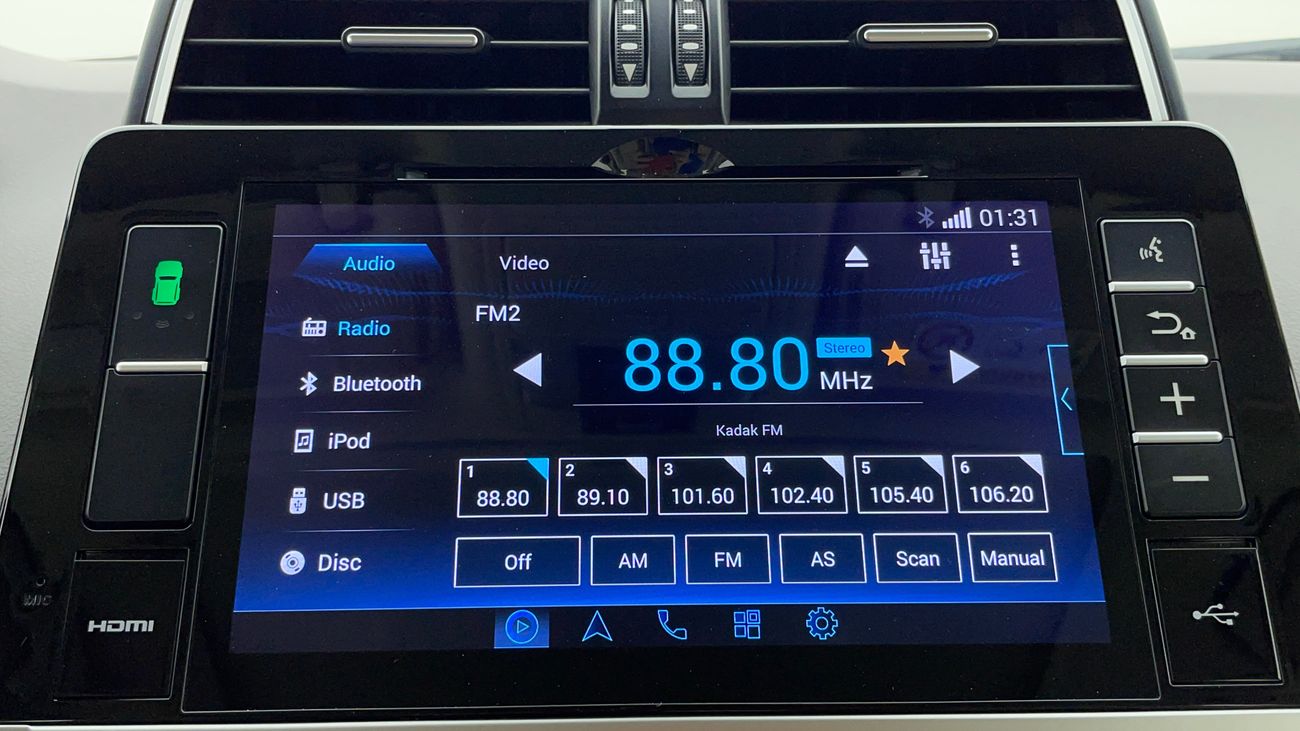 01:31
Audio
Video
FM2
Radio
88.80
Stereo
MHz
Bluetooth
Kadak FM
iPod
1 88.80
2 89.10
3 101.60
4 102.40
5 105.40
6 106.20
USB
Disc
Off
AM
FM
AS
Scan
Manual
MIC
HDMI